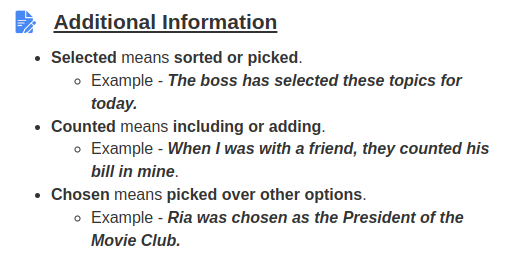 Additional Information
• Selected means sorted or picked.
◦ Example - The boss has selected these topics for
today.
• Counted means including or adding.
◦ Example - When I was with a friend, they counted his
bill in mine.
• Chosen means picked over other options.
◦ Example - Ria was chosen as the President of the
Movie Club.